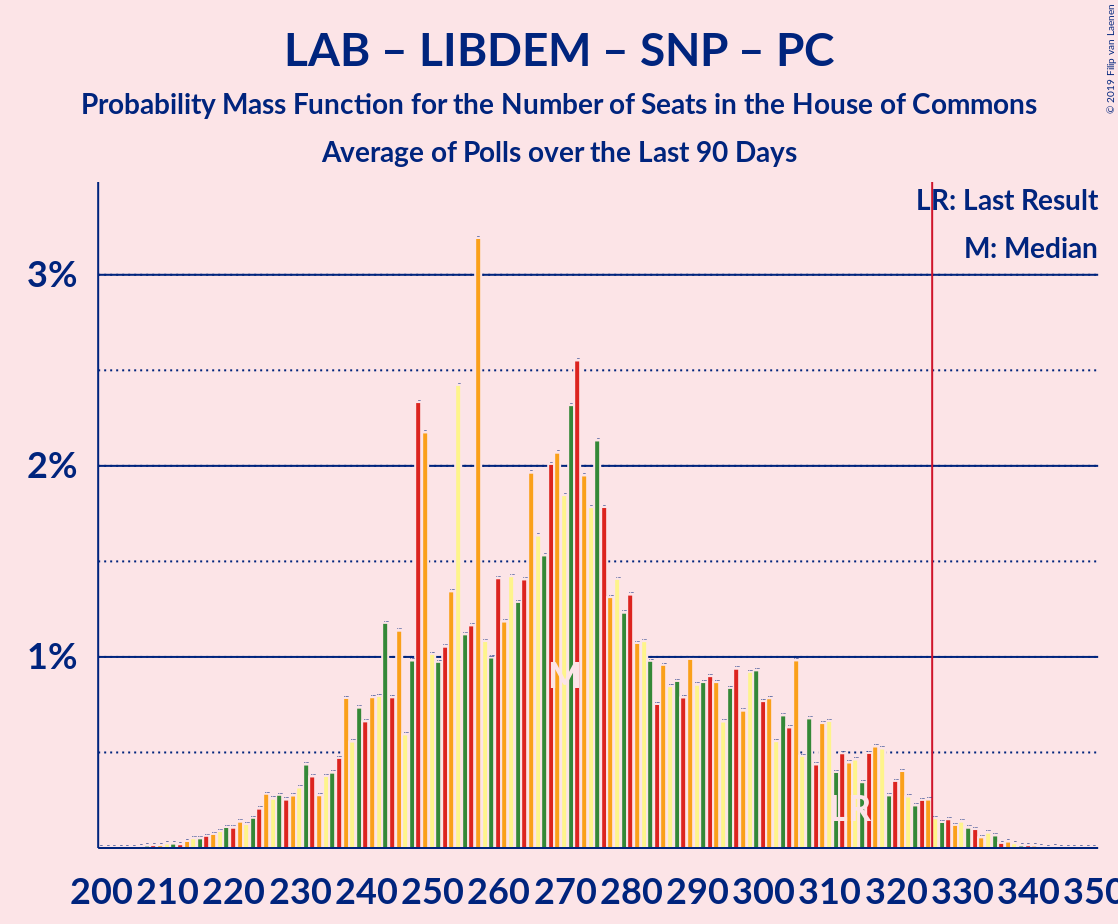 LAB – LIBDEM – SNP – PC
Probability Mass Function for the Number of Seats in the House of Commons
Average of Polls over the Last 90 Days
© 2019 Filip van Laenen
LR: Last Result
M: Median
3%
2%
1%
M
LR
200 210 220 230 240 250 260 270 280 290 300 310 320 330 340 350